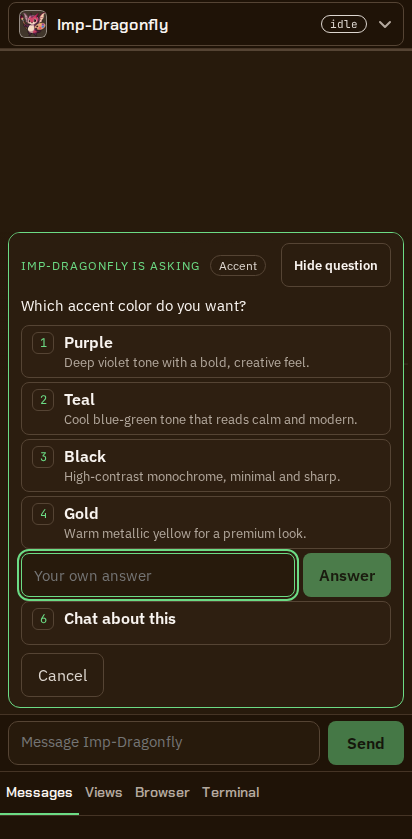 Imp-Dragonfly
idle
IMP-DRAGONFLY IS ASKING
Accent
Hide question
Which accent color do you want?
1 Purple
Deep violet tone with a bold, creative feel.
2 Teal
Cool blue-green tone that reads calm and modern.
3 Black
High-contrast monochrome, minimal and sharp.
4 Gold
Warm metallic yellow for a premium look.
Your own answer
Answer
6 Chat about this
Cancel
Message Imp-Dragonfly
Send
Messages Views Browser Terminal